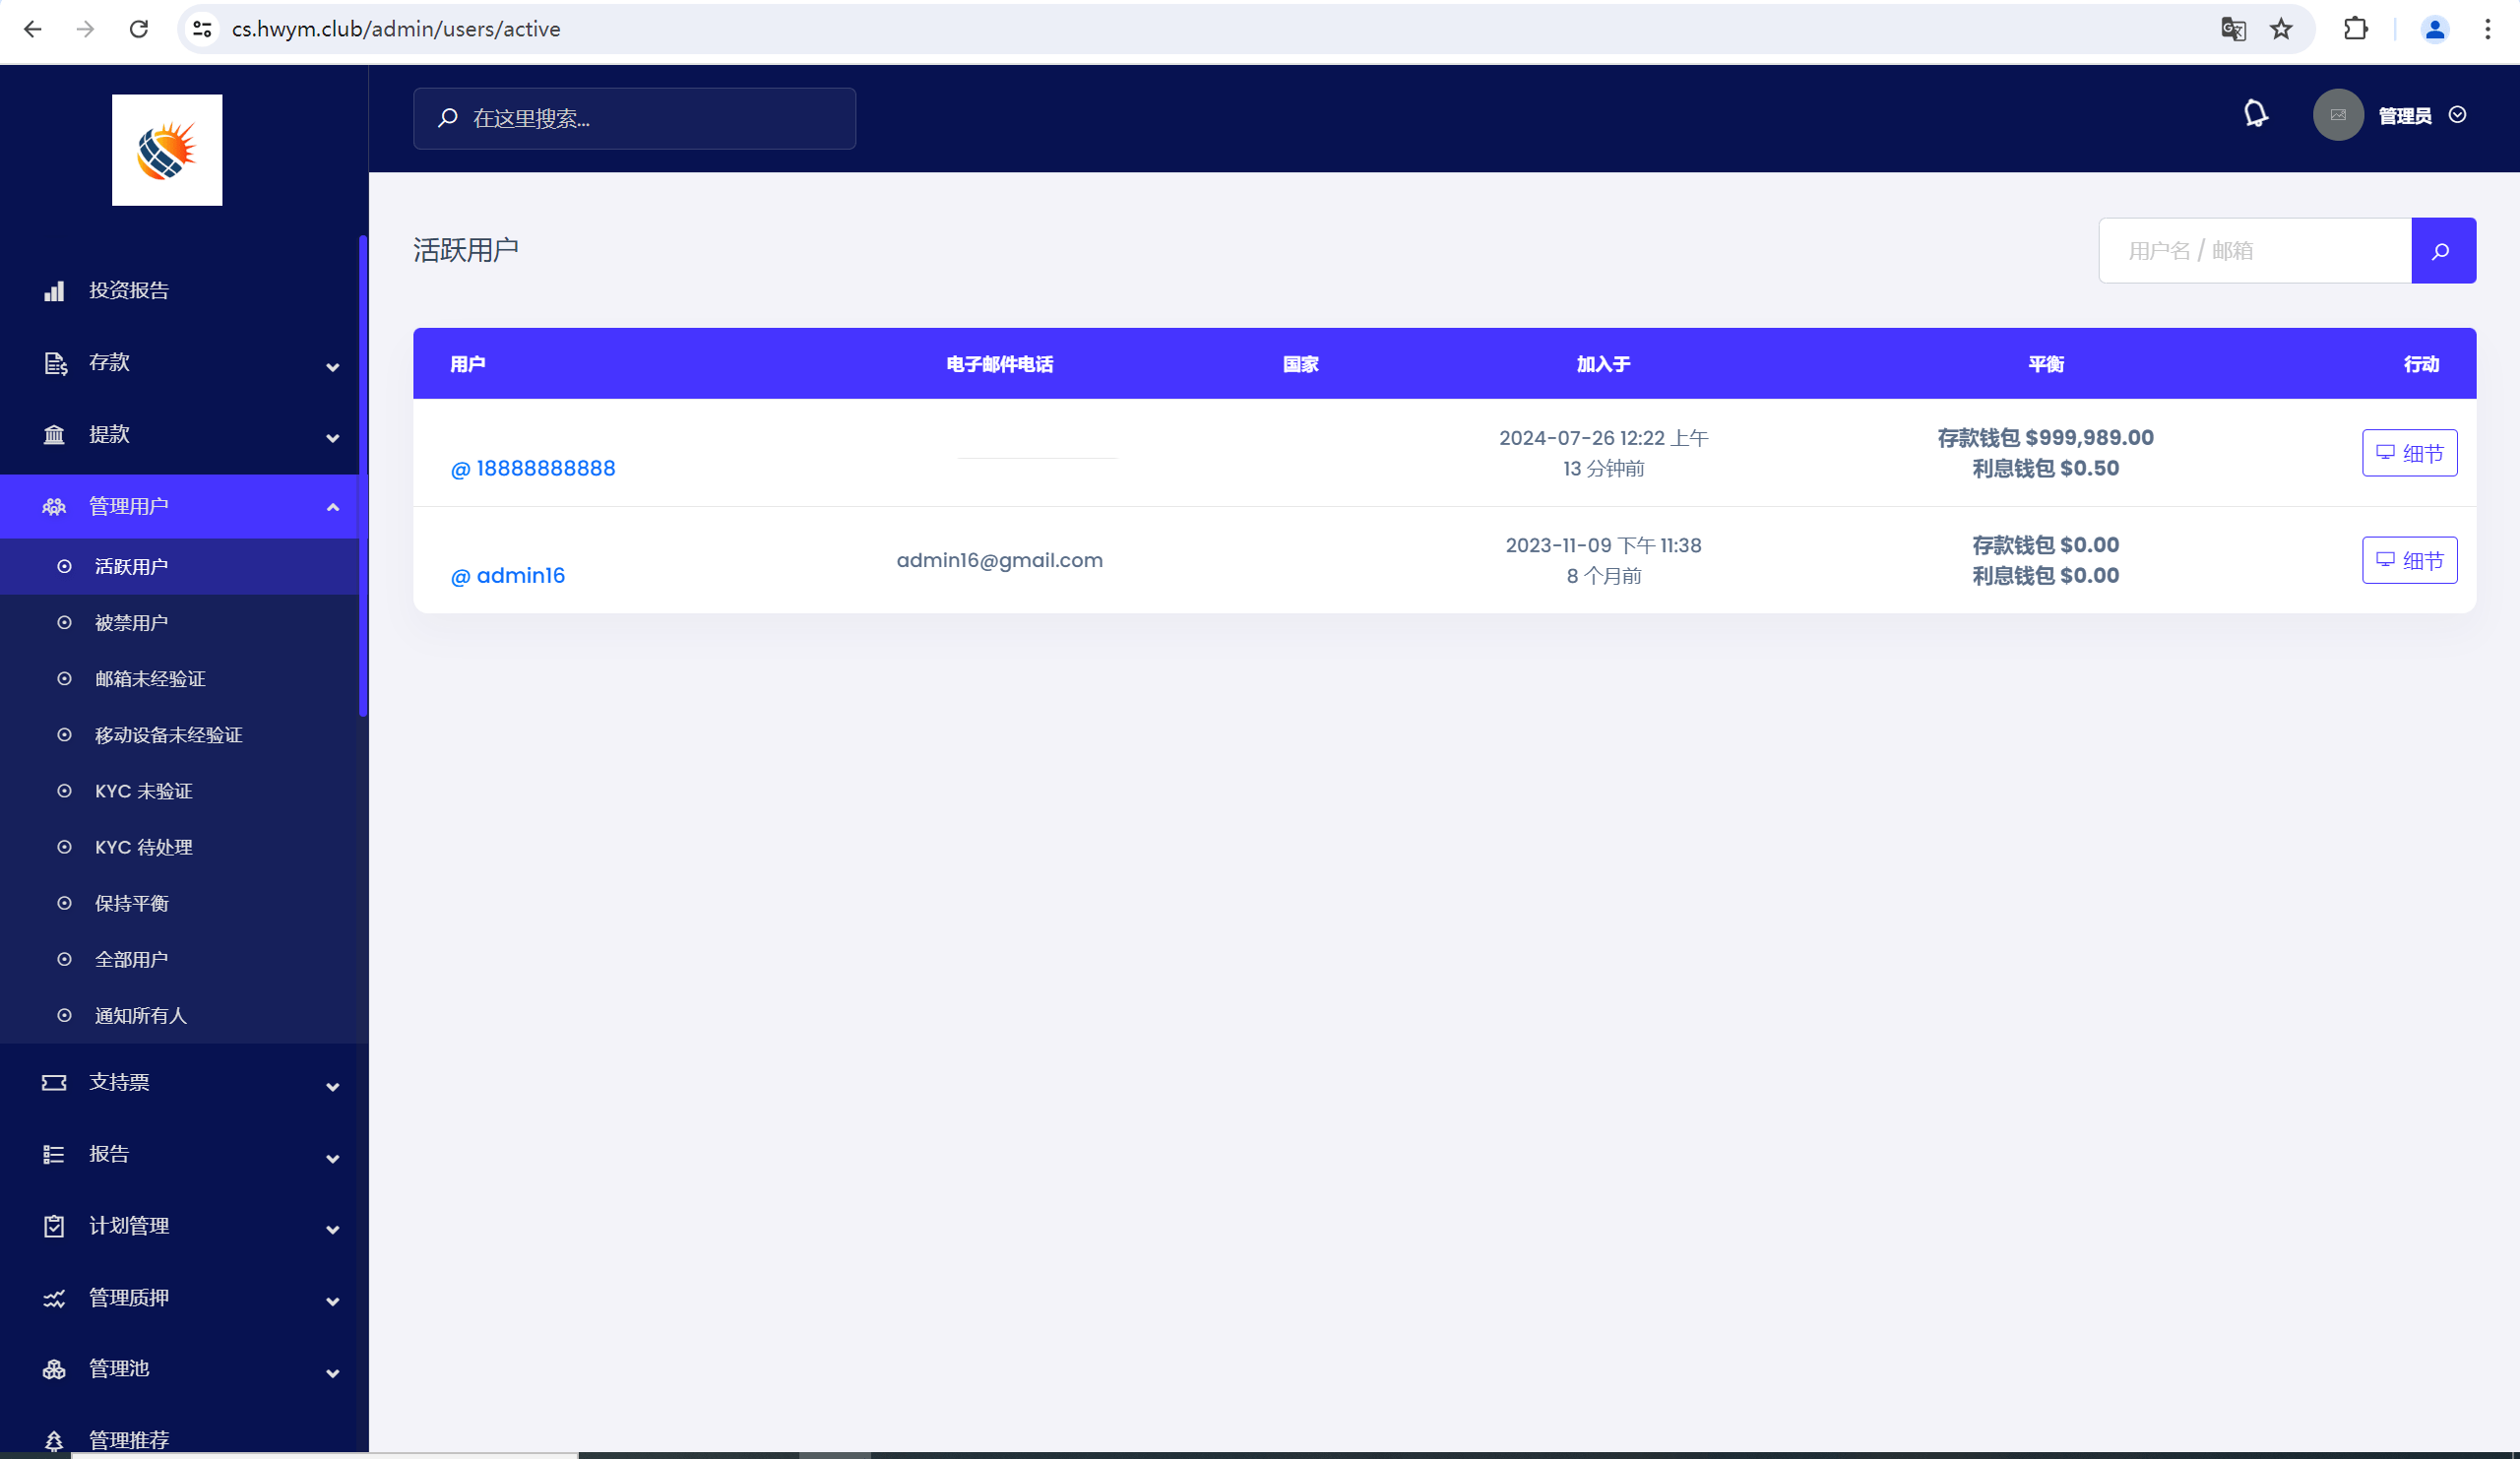 cs.hwym.club/admin/users/active
在这里搜索...
管理员
投资报告
存款
提款
管理用户
活跃用户
被禁用户
邮箱未经验证
移动设备未经验证
KYC 未验证
KYC 待处理
保持平衡
全部用户
通知所有人
支持票
报告
计划管理
管理质押
管理池
管理推荐
活跃用户
用户名 / 邮箱
用户 电子邮件电话 国家 加入于 平衡 行动
2024-07-26 12:22 上午 存款钱包 $999,989.00
@ 18888888888 13 分钟前 利息钱包 $0.50 细节
admin16@gmail.com 2023-11-09 下午 11:38 存款钱包 $0.00
@ admin16 8 个月前 利息钱包 $0.00 细节